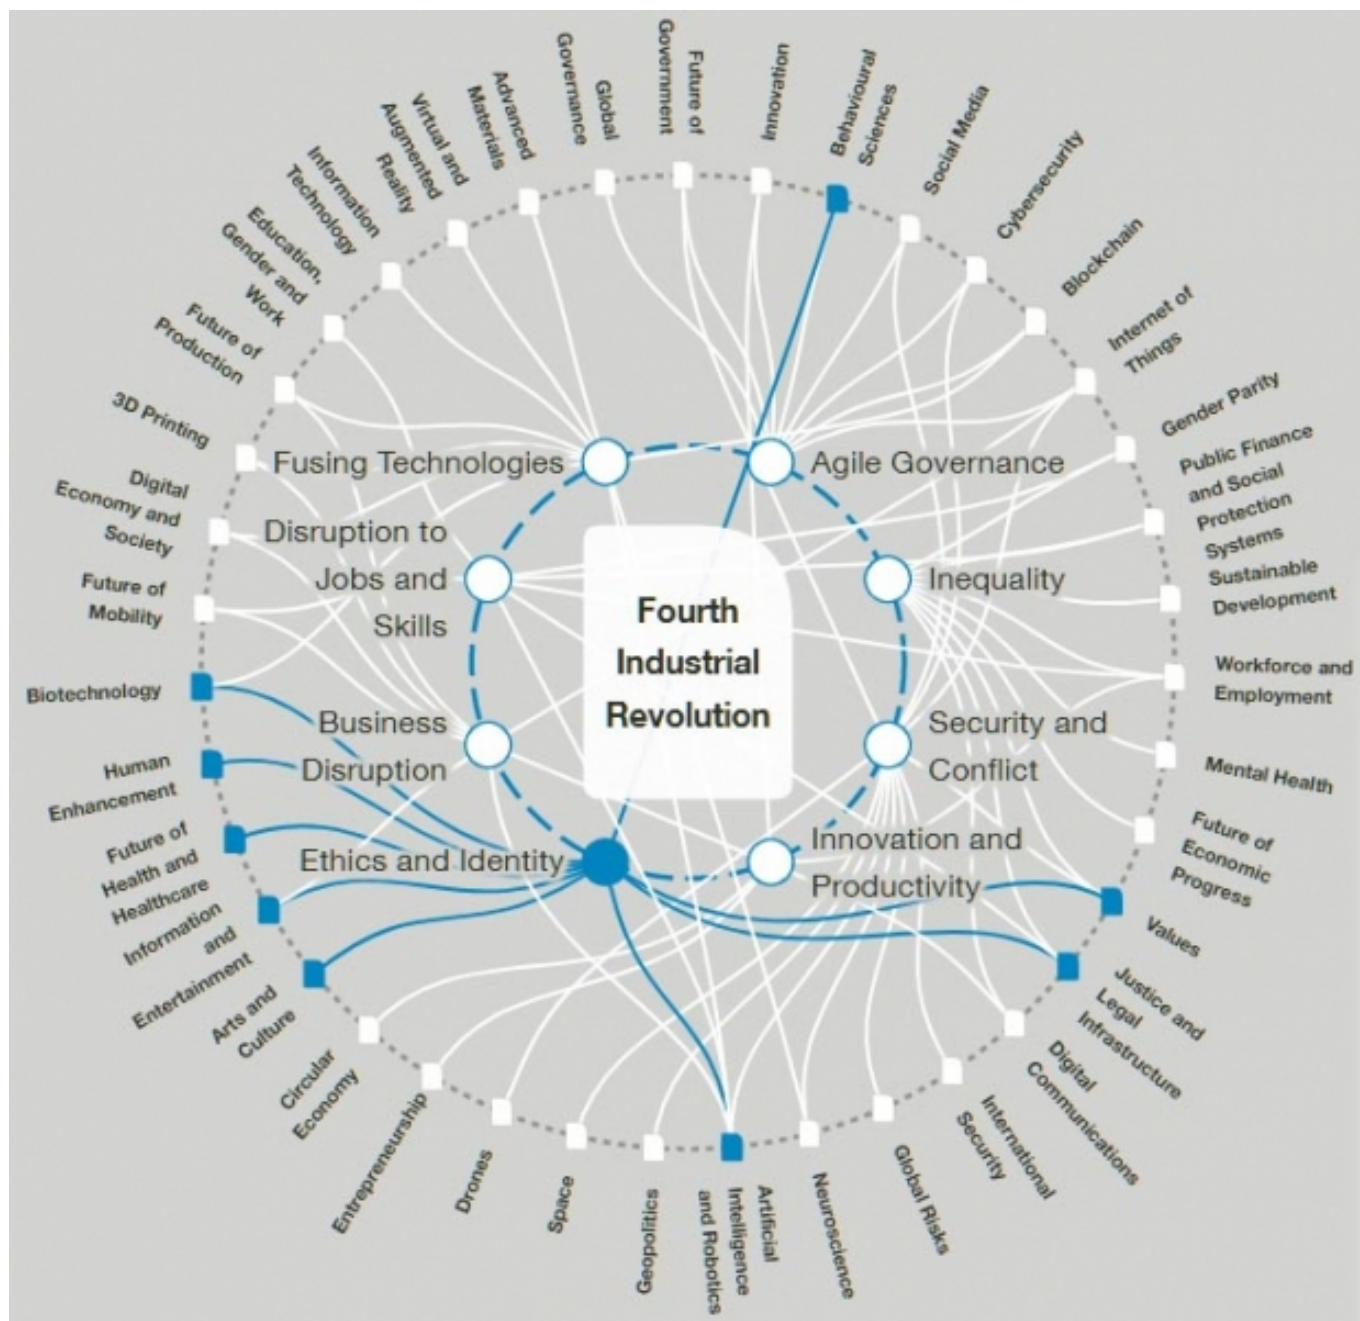 Fourth
Industrial
Revolution
Fusing Technologies
Agile Governance
Disruption to
Jobs and
Skills
Inequality
Business
Disruption
Security and
Conflict
Ethics and Identity
Innovation and
Productivity
Future of
Government
Innovation
Behavioural
Sciences
Social Media
Cybersecurity
Blockchain
Internet of
Things
Gender Parity
Public Finance
and Social
Protection
Systems
Sustainable
Development
Workforce and
Employment
Mental Health
Future of
Economic
Progress
Values
Justice and
Legal
Infrastructure
Digital
Communications
International
Security
Global Risks
Neuroscience
Artificial
Intelligence
and Robotics
Geopolitics
Space
Drones
Entrepreneurship
Circular
Economy
Arts and
Culture
Information
and
Entertainment
Future of
Health and
Healthcare
Human
Enhancement
Biotechnology
Future of
Mobility
Digital
Economy and
Society
3D Printing
Future of
Production
Education,
Gender and
Work
Information
Technology
Virtual and
Augmented
Reality
Advanced
Materials
Global
Governance